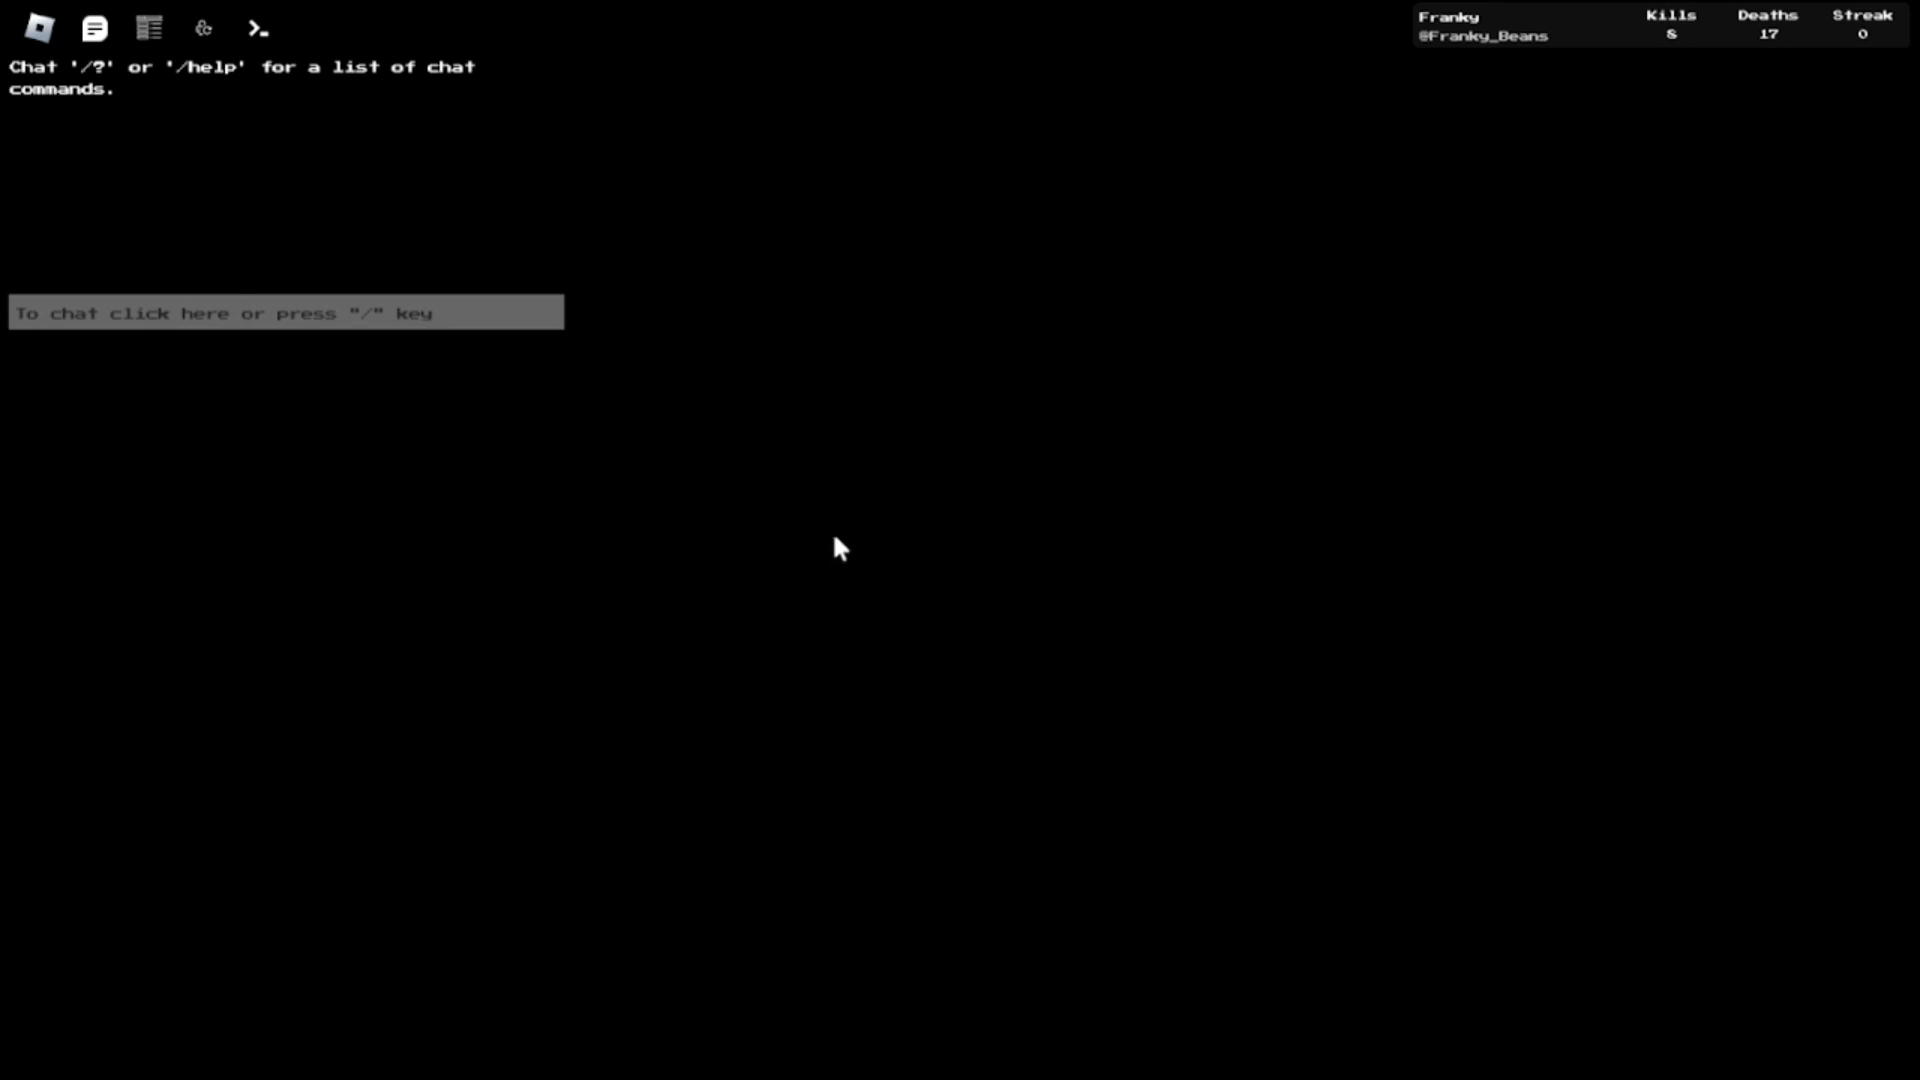 Franky Kills Deaths Streak
@Franky_Beans 8 17 0
Chat '/?' or '/help' for a list of chat
commands.
To chat click here or press "/" key